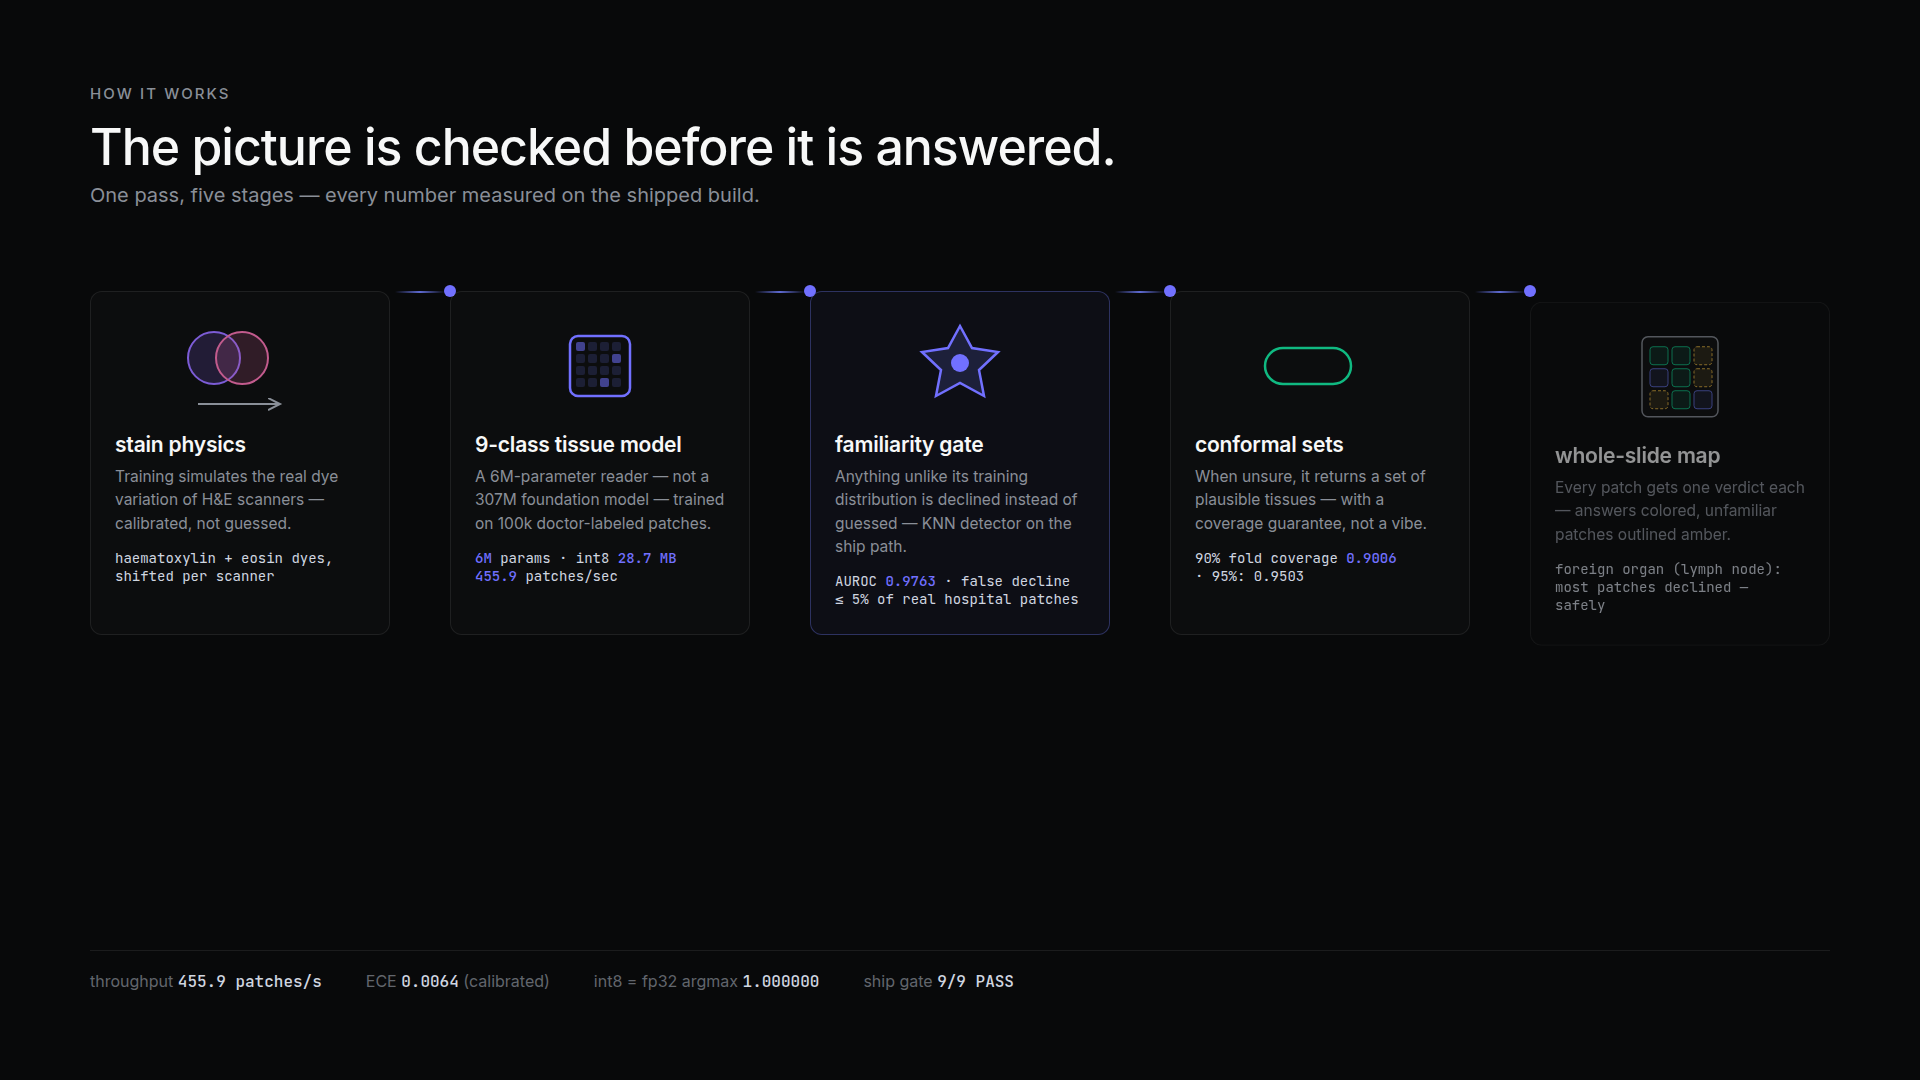 HOW IT WORKS
The picture is checked before it is answered.
One pass, five stages — every number measured on the shipped build.
stain physics
Training simulates the real dye
variation of H&E scanners —
calibrated, not guessed.
haematoxylin + eosin dyes,
shifted per scanner
9-class tissue model
A 6M-parameter reader — not a
307M foundation model — trained
on 100k doctor-labeled patches.
6M params · int8 28.7 MB
455.9 patches/sec
familiarity gate
Anything unlike its training
distribution is declined instead of
guessed — KNN detector on the
ship path.
AUROC 0.9763 · false decline
≤ 5% of real hospital patches
conformal sets
When unsure, it returns a set of
plausible tissues — with a
coverage guarantee, not a vibe.
90% fold coverage 0.9006
· 95%: 0.9503
whole-slide map
Every patch gets one verdict each
— answers colored, unfamiliar
patches outlined amber.
foreign organ (lymph node):
most patches declined —
safely
throughput 455.9 patches/s ECE 0.0064 (calibrated) int8 = fp32 argmax 1.000000 ship gate 9/9 PASS